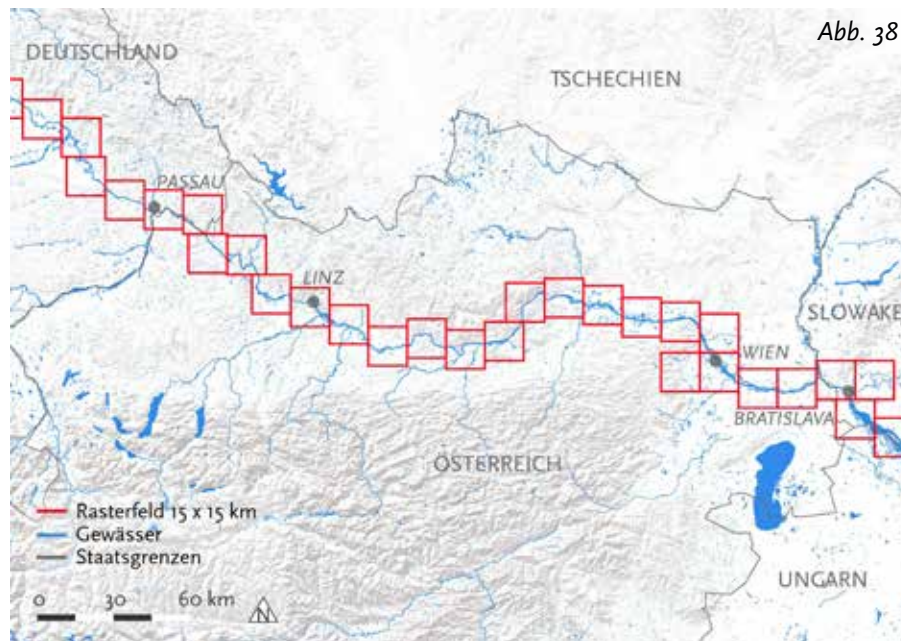 Abb. 38
DEUTSCHLAND
TSCHECHIEN
PASSAU
LINZ
SLOWAKE
WIEN
BRATISLAVA
ÖSTERREICH
Rasterfeld 15 x 15 km
Gewässer
Staatsgrenzen
UNGARN
0 30 60 km
N